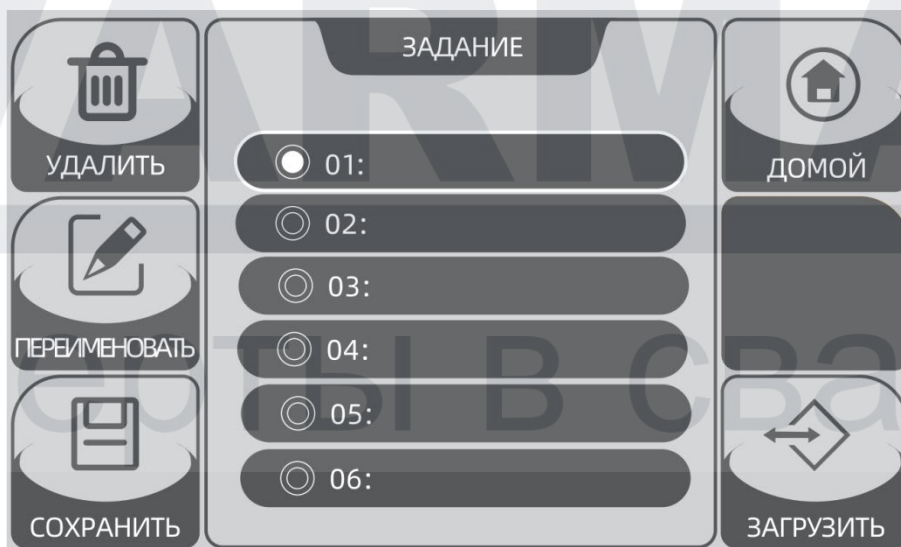 ЗАДАНИЕ
УДАЛИТЬ
ПЕРЕИМЕНОВАТЬ
СОХРАНИТЬ
01:
02:
03:
04:
05:
06:
ДОМОЙ
ЗАГРУЗИТЬ